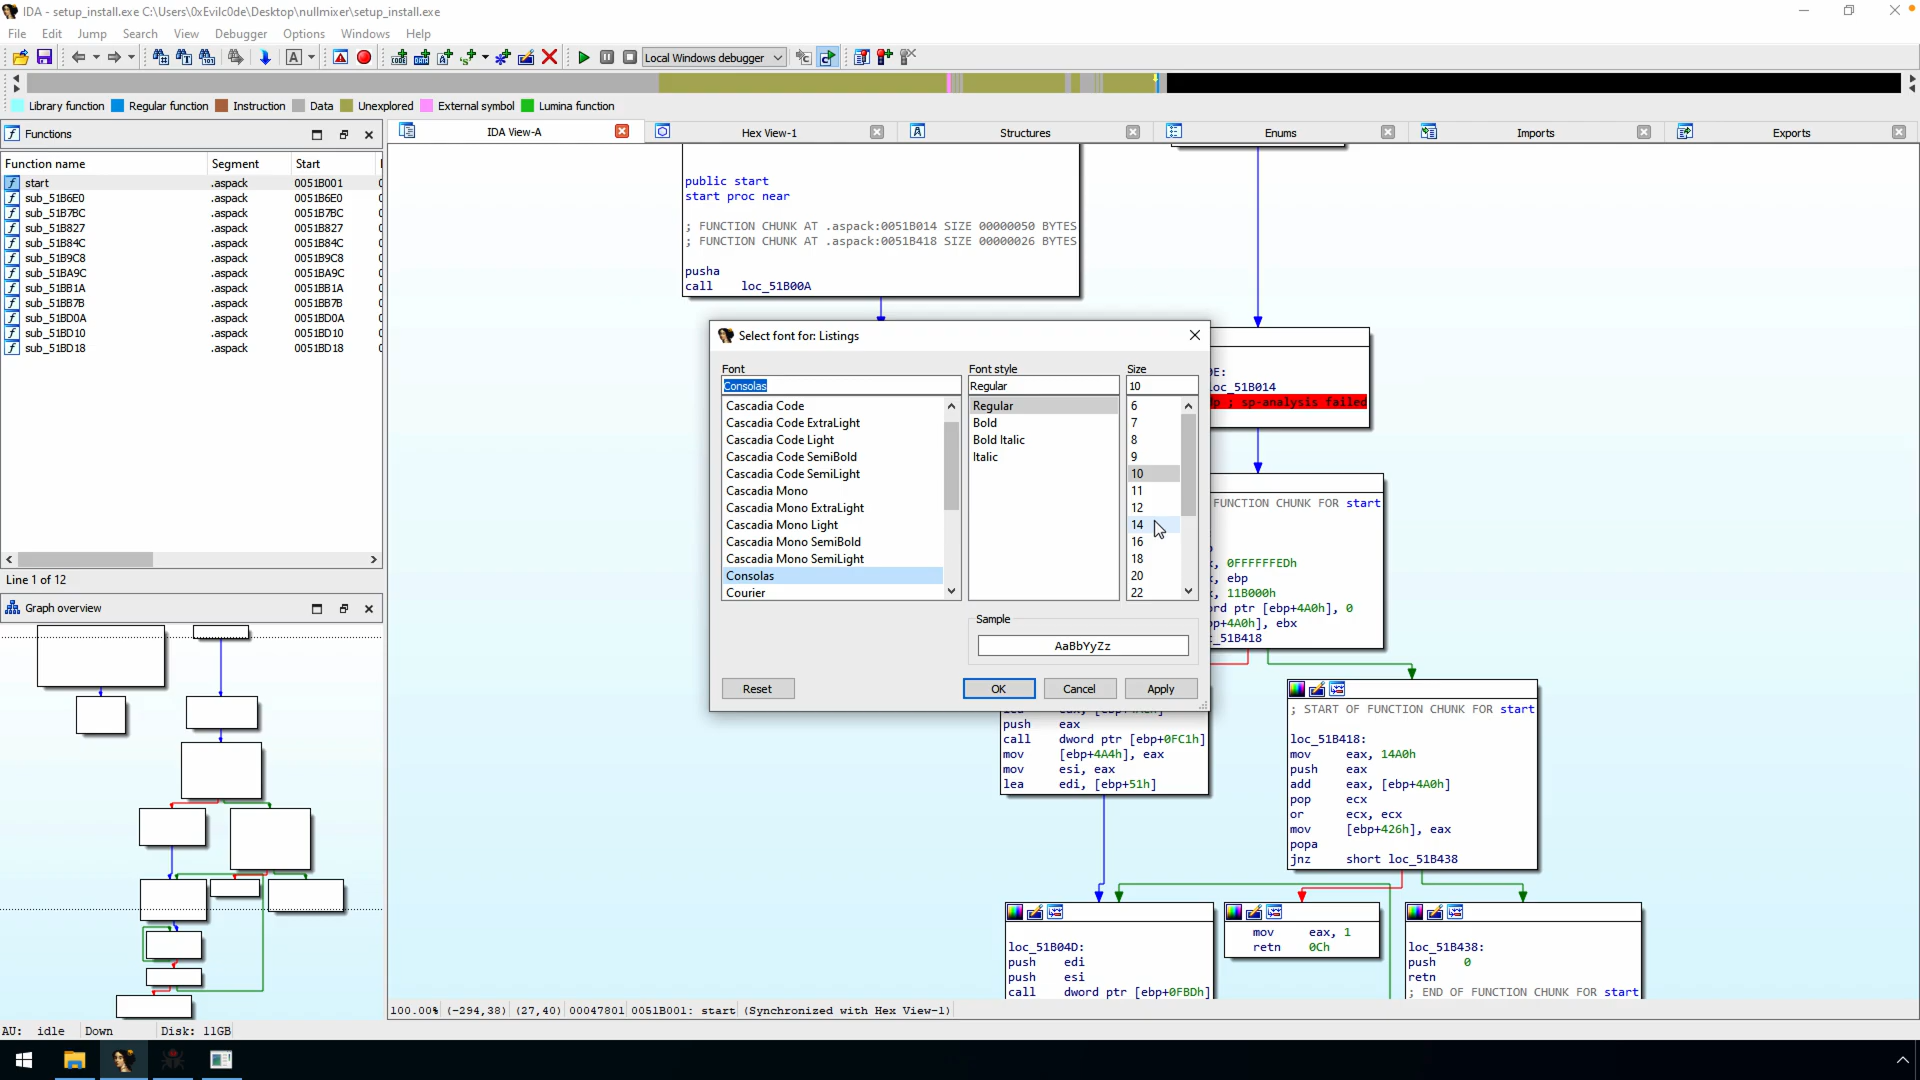 IDA - setup_install.exe C:\Users\0xEvilc0de\Desktop\nullmixer\setup_install.exe
File Edit Jump Search View Debugger Options Windows Help
Local Windows debugger
Library function Regular function Instruction Data Unexplored External symbol Lumina function
Functions
Function name Segment Start
start .aspack 0051B001
sub_51B6E0 .aspack 0051B6E0
sub_51B7BC .aspack 0051B7BC
sub_51B827 .aspack 0051B827
sub_51B84C .aspack 0051B84C
sub_51B9C8 .aspack 0051B9C8
sub_51BA9C .aspack 0051BA9C
sub_51BB1A .aspack 0051BB1A
sub_51BB7B .aspack 0051BB7B
sub_51BD0A .aspack 0051BD0A
sub_51BD10 .aspack 0051BD10
sub_51BD18 .aspack 0051BD18
Line 1 of 12
Graph overview
IDA View-A Hex View-1 Structures Enums Imports Exports
public start
start proc near
; FUNCTION CHUNK AT .aspack:0051B014 SIZE 00000050 BYTES
; FUNCTION CHUNK AT .aspack:0051B418 SIZE 00000026 BYTES
pusha
call loc_51B00A
Select font for: Listings
Font Font style Size
Consolas Regular 10
Cascadia Code
Cascadia Code ExtraLight
Cascadia Code Light
Cascadia Code SemiBold
Cascadia Code SemiLight
Cascadia Mono
Cascadia Mono ExtraLight
Cascadia Mono Light
Cascadia Mono SemiBold
Cascadia Mono SemiLight
Consolas
Courier
Regular
Bold
Bold Italic
Italic
6
7
8
9
10
11
12
14
16
18
20
22
Sample
AaBbYyZz
Reset OK Cancel Apply
E:
oc_51B014
p ; sp-analysis failed
FUNCTION CHUNK FOR start
, 0FFFFFFEDh
, ebp
, 11B000h
rd ptr [ebp+4A0h], 0
p+4A0h], ebx
_51B418
push eax
call dword ptr [ebp+0FC1h]
mov [ebp+4A4h], eax
mov esi, eax
lea edi, [ebp+51h]
; START OF FUNCTION CHUNK FOR start
loc_51B418:
mov eax, 14A0h
push eax
add eax, [ebp+4A0h]
pop ecx
or ecx, ecx
mov [ebp+426h], eax
popa
jnz short loc_51B438
loc_51B04D:
push edi
push esi
call dword ptr [ebp+0FBDh]
mov eax, 1
retn 0Ch
loc_51B438:
push 0
retn
; END OF FUNCTION CHUNK FOR start
100.00% (-294,38) (27,40) 00047801 0051B001: start (Synchronized with Hex View-1)
AU: idle Down Disk: 11GB